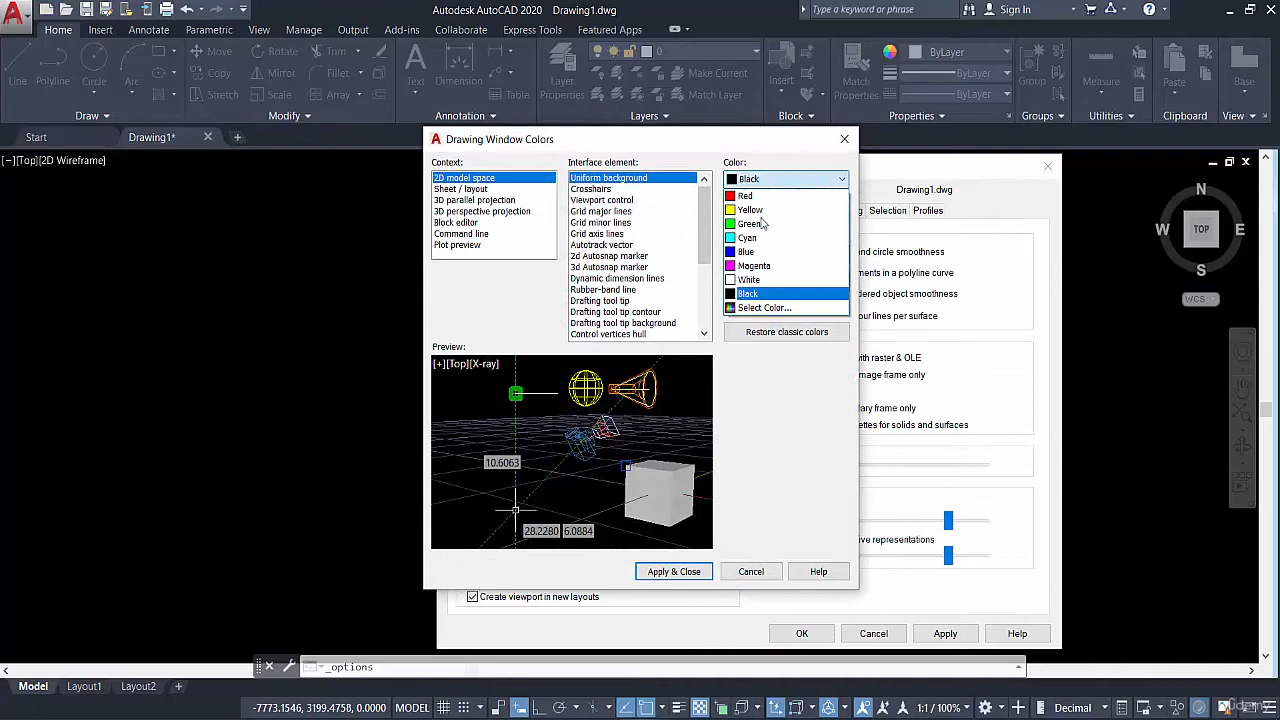 Autodesk AutoCAD 2020 Drawing1.dwg
Type a keyword or phrase
Sign In
Home Insert Annotate Parametric View Manage Output Add-ins Collaborate Express Tools Featured Apps
Line Polyline Circle Arc
Move Rotate Trim
Copy Mirror Fillet
Stretch Scale Array
Text Dimension
Table
Layer Properties
0
Make Current
Match Layer
Insert
Match Properties
ByLayer
ByLayer
ByLayer
Group
Measure
Paste
Base
Draw
Modify
Annotation
Layers
Block
Properties
Groups
Utilities
Clipboard
View
Start
Drawing1*
[−][Top][2D Wireframe]
Drawing Window Colors
Context:
2D model space
Sheet / layout
3D parallel projection
3D perspective projection
Block editor
Command line
Plot preview
Interface element:
Uniform background
Crosshairs
Viewport control
Grid major lines
Grid minor lines
Grid axis lines
Autotrack vector
2d Autosnap marker
3d Autosnap marker
Dynamic dimension lines
Rubber-band line
Drafting tool tip
Drafting tool tip contour
Drafting tool tip background
Control vertices hull
Color:
Black
Red
Yellow
Green
Cyan
Blue
Magenta
White
Black
Select Color...
Restore classic colors
Preview:
[+][Top][X-ray]
10.6063
28.2280 6.0884
Apply & Close
Cancel
Help
Drawing1.dwg
Selection
Profiles
and circle smoothness
ments in a polyline curve
dered object smoothness
our lines per surface
with raster & OLE
mage frame only
dary frame only
ettes for solids and surfaces
ive representations
Create viewport in new layouts
OK
Cancel
Apply
Help
N
W
TOP
E
S
WCS
_options
Model
Layout1
Layout2
-7773.1546, 3199.4758, 0.0000
MODEL
1:1 / 100%
Decimal